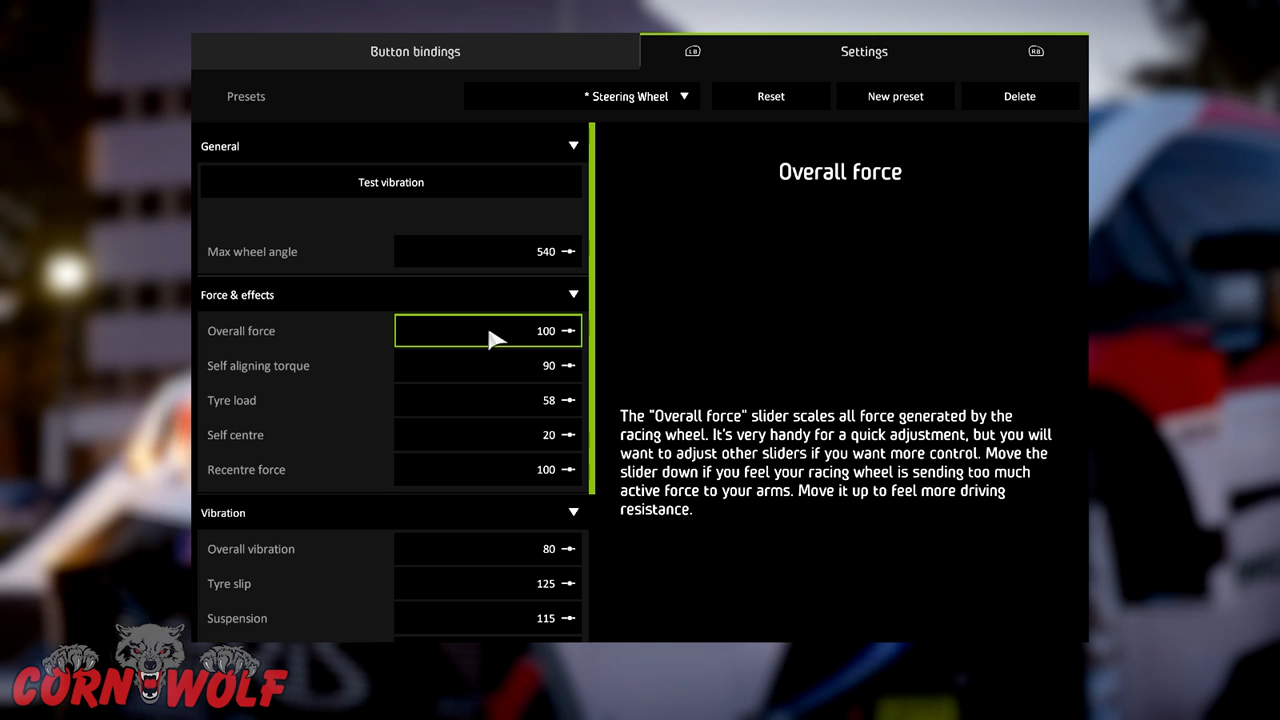 Button bindings
LB
Settings
RB
Presets
* Steering Wheel
Reset
New preset
Delete
General
Test vibration
Max wheel angle 540
Force & effects
Overall force 100
Self aligning torque 90
Tyre load 58
Self centre 20
Recentre force 100
Vibration
Overall vibration 80
Tyre slip 125
Suspension 115
Overall force
The "Overall force" slider scales all force generated by the
racing wheel. It's very handy for a quick adjustment, but you will
want to adjust other sliders if you want more control. Move the
slider down if you feel your racing wheel is sending too much
active force to your arms. Move it up to feel more driving
resistance.
CORN WOLF